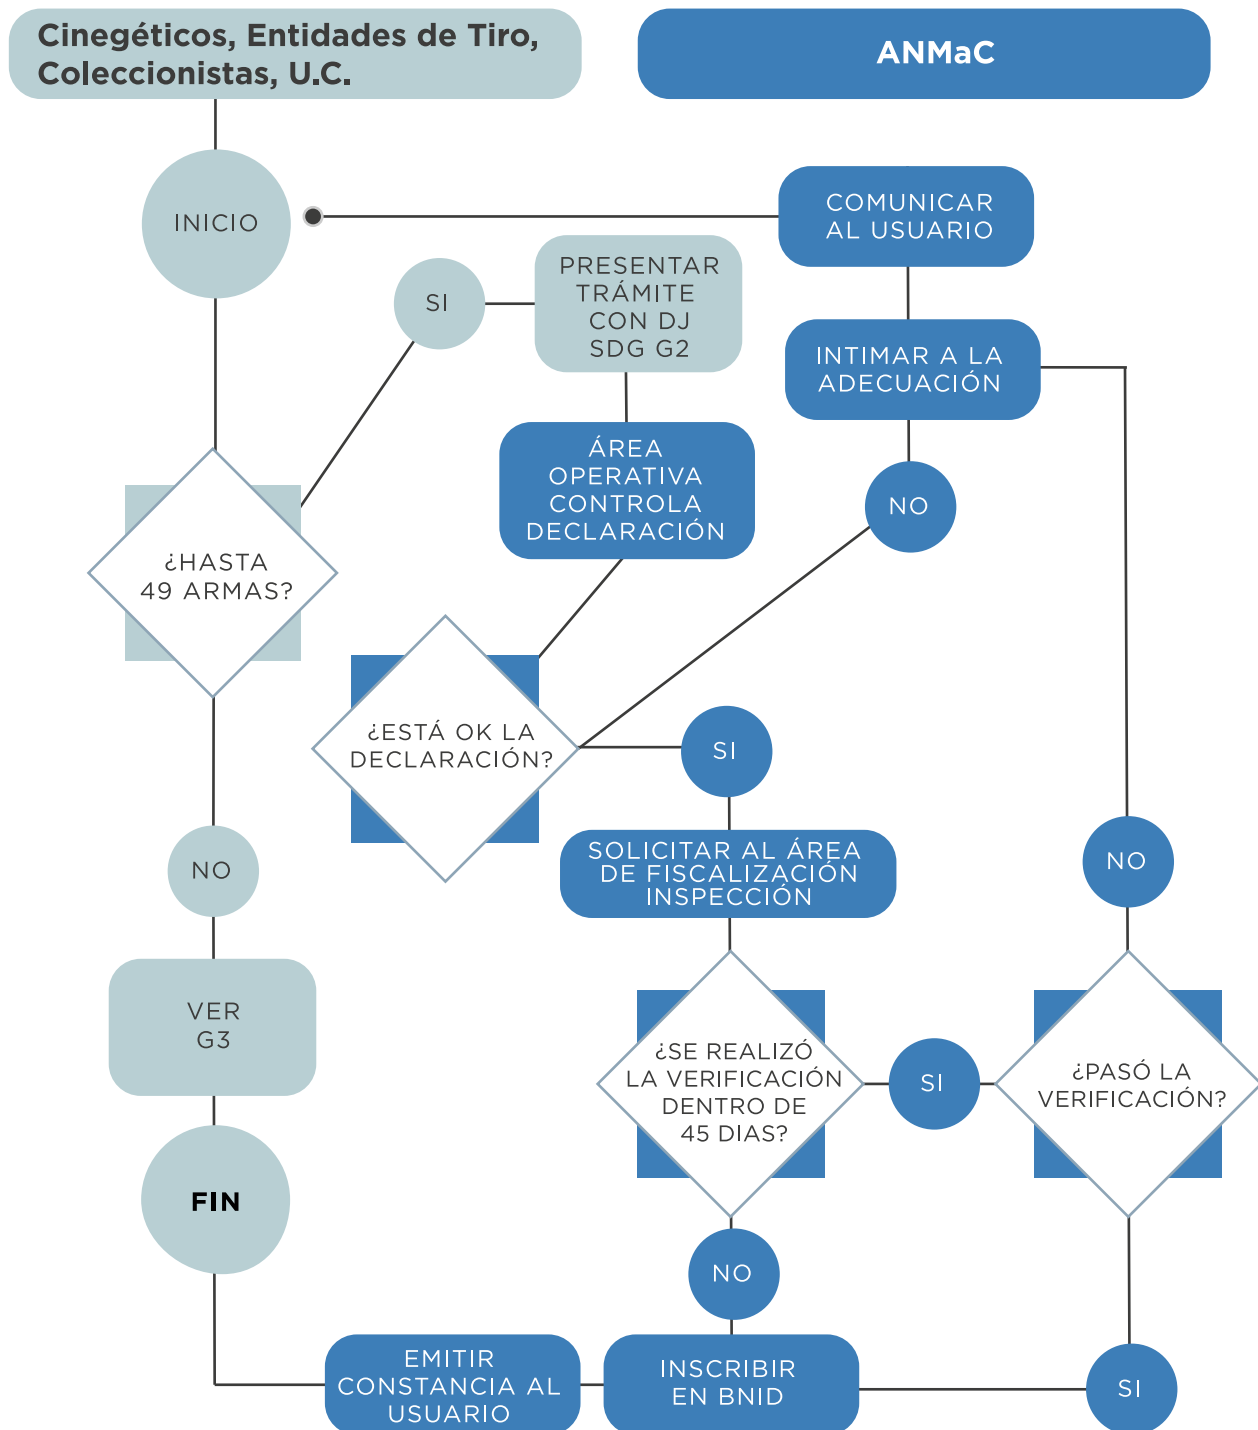 Cinegéticos, Entidades de Tiro,
Coleccionistas, U.C.
ANMaC
INICIO
COMUNICAR
AL USUARIO
SI
PRESENTAR
TRÁMITE
CON DJ
SDG G2
INTIMAR A LA
ADECUACIÓN
ÁREA
OPERATIVA
CONTROLA
DECLARACIÓN
NO
¿HASTA
49 ARMAS?
¿ESTÁ OK LA
DECLARACIÓN?
SI
NO
SOLICITAR AL ÁREA
DE FISCALIZACIÓN
INSPECCIÓN
NO
VER
G3
¿SE REALIZÓ
LA VERIFICACIÓN
DENTRO DE
45 DIAS?
SI
¿PASÓ LA
VERIFICACIÓN?
FIN
NO
EMITIR
CONSTANCIA AL
USUARIO
INSCRIBIR
EN BNID
SI